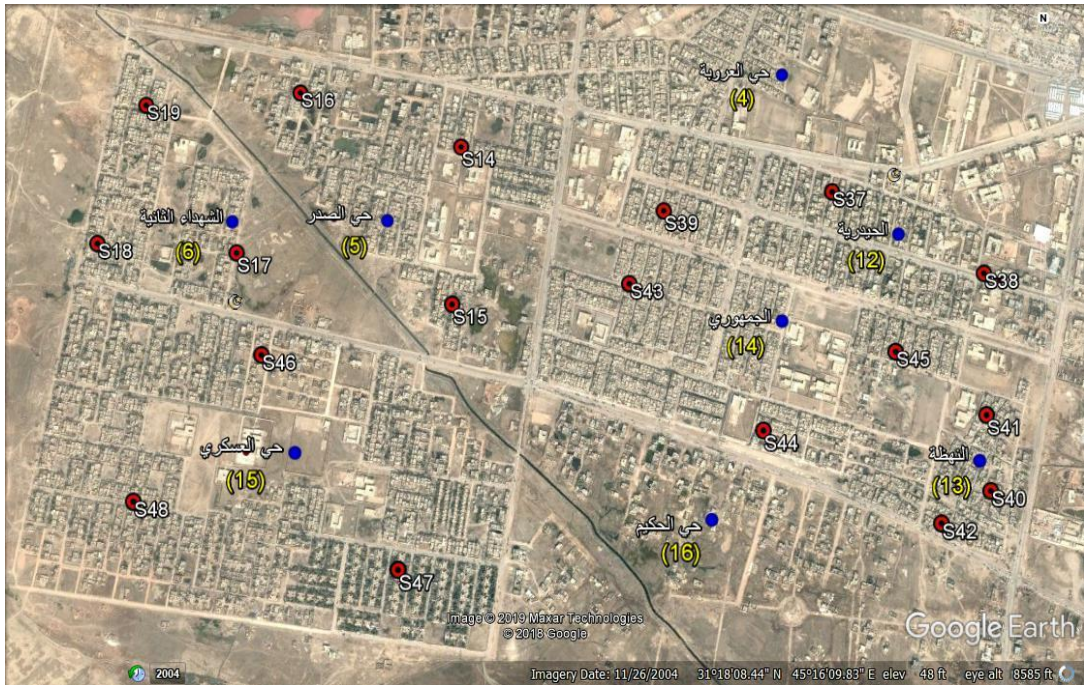 N
حي العروبة
(4)
S19
S16
S14
S37
الشهداء الثانية
(6)
حي الصدر
(5)
S39
الحيدرية
(12)
S18
S17
S38
S43
S15
الجمهوري
(14)
S45
S46
S41
S44
حي العسكري
(15)
النهظة
(13)
S40
S48
حي الحكيم
(16)
S42
S47
Image © 2019 Maxar Technologies
© 2018 Google
Google Earth
2004
Imagery Date: 11/26/2004 31°18'08.44" N 45°16'09.83" E elev 48 ft eye alt 8585 ft